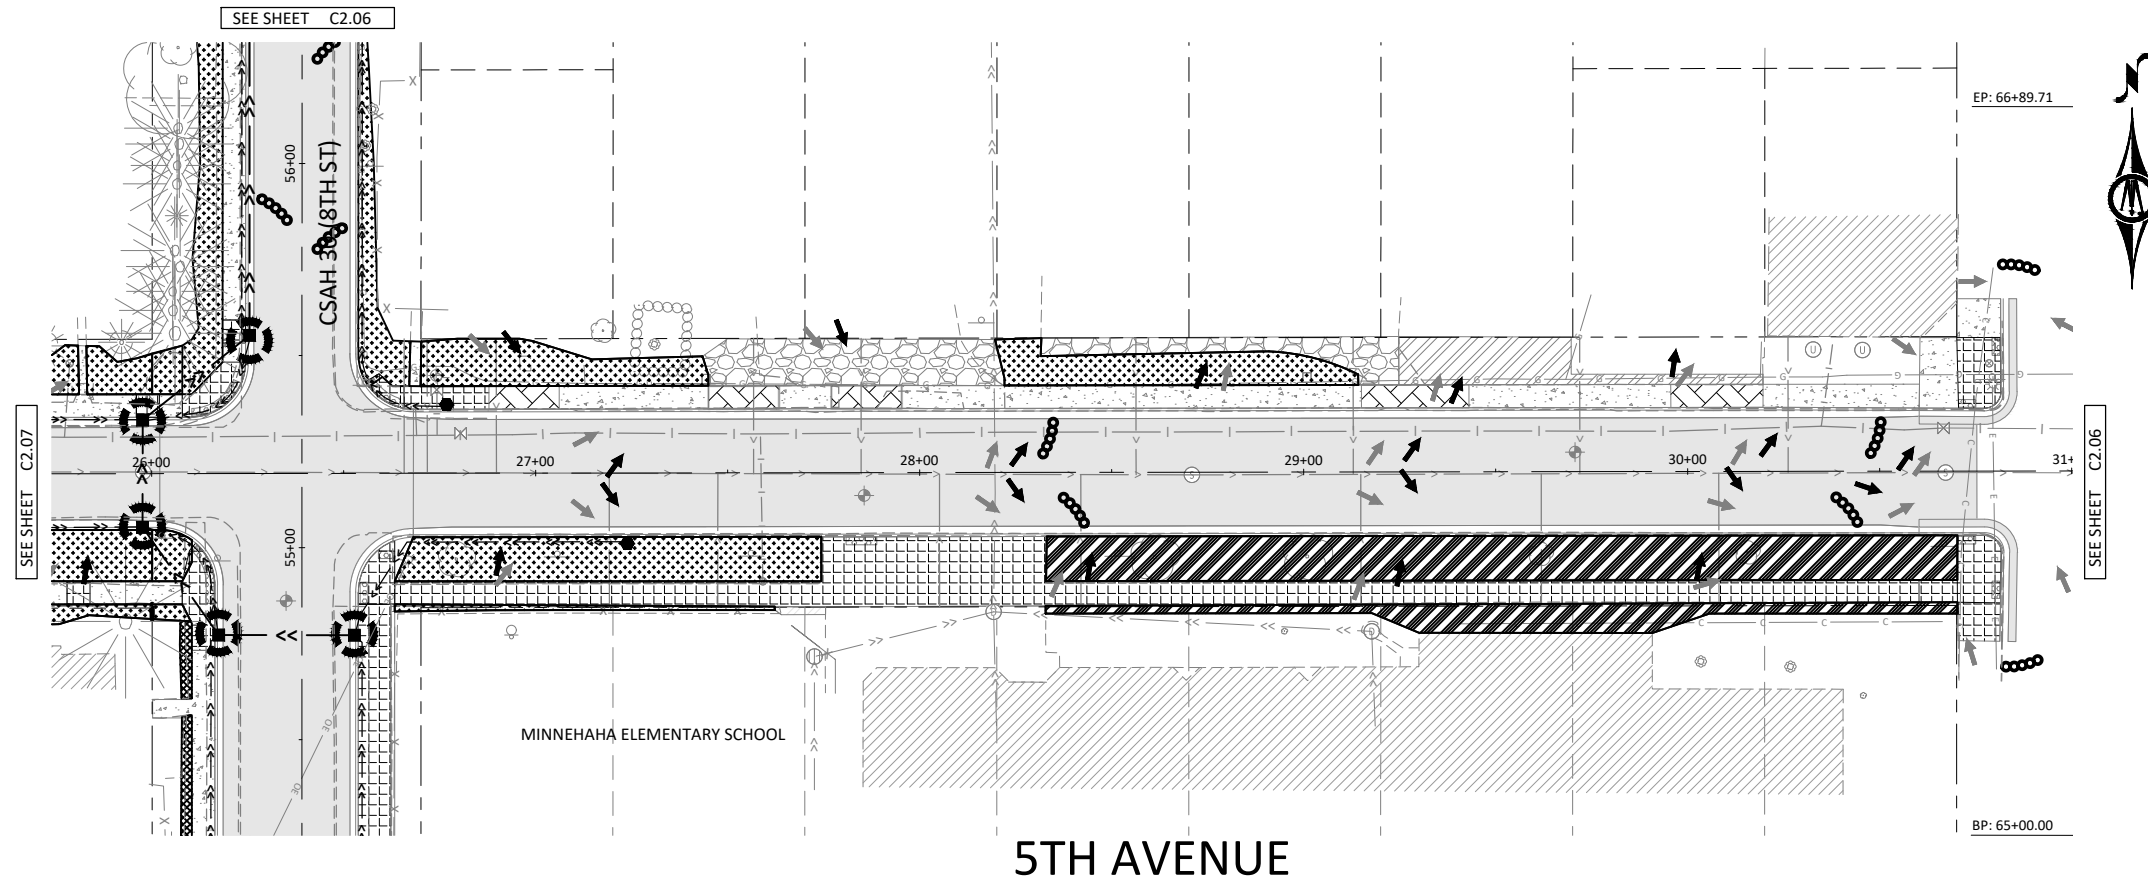 SEE SHEET C2.06
EP: 66+89.71
56+00
CSAH 36 (8TH ST)
SEE SHEET C2.07
26+00
27+00
28+00
29+00
30+00
31+
SEE SHEET C2.06
55+00
30
30
MINNEHAHA ELEMENTARY SCHOOL
BP: 65+00.00
5TH AVENUE